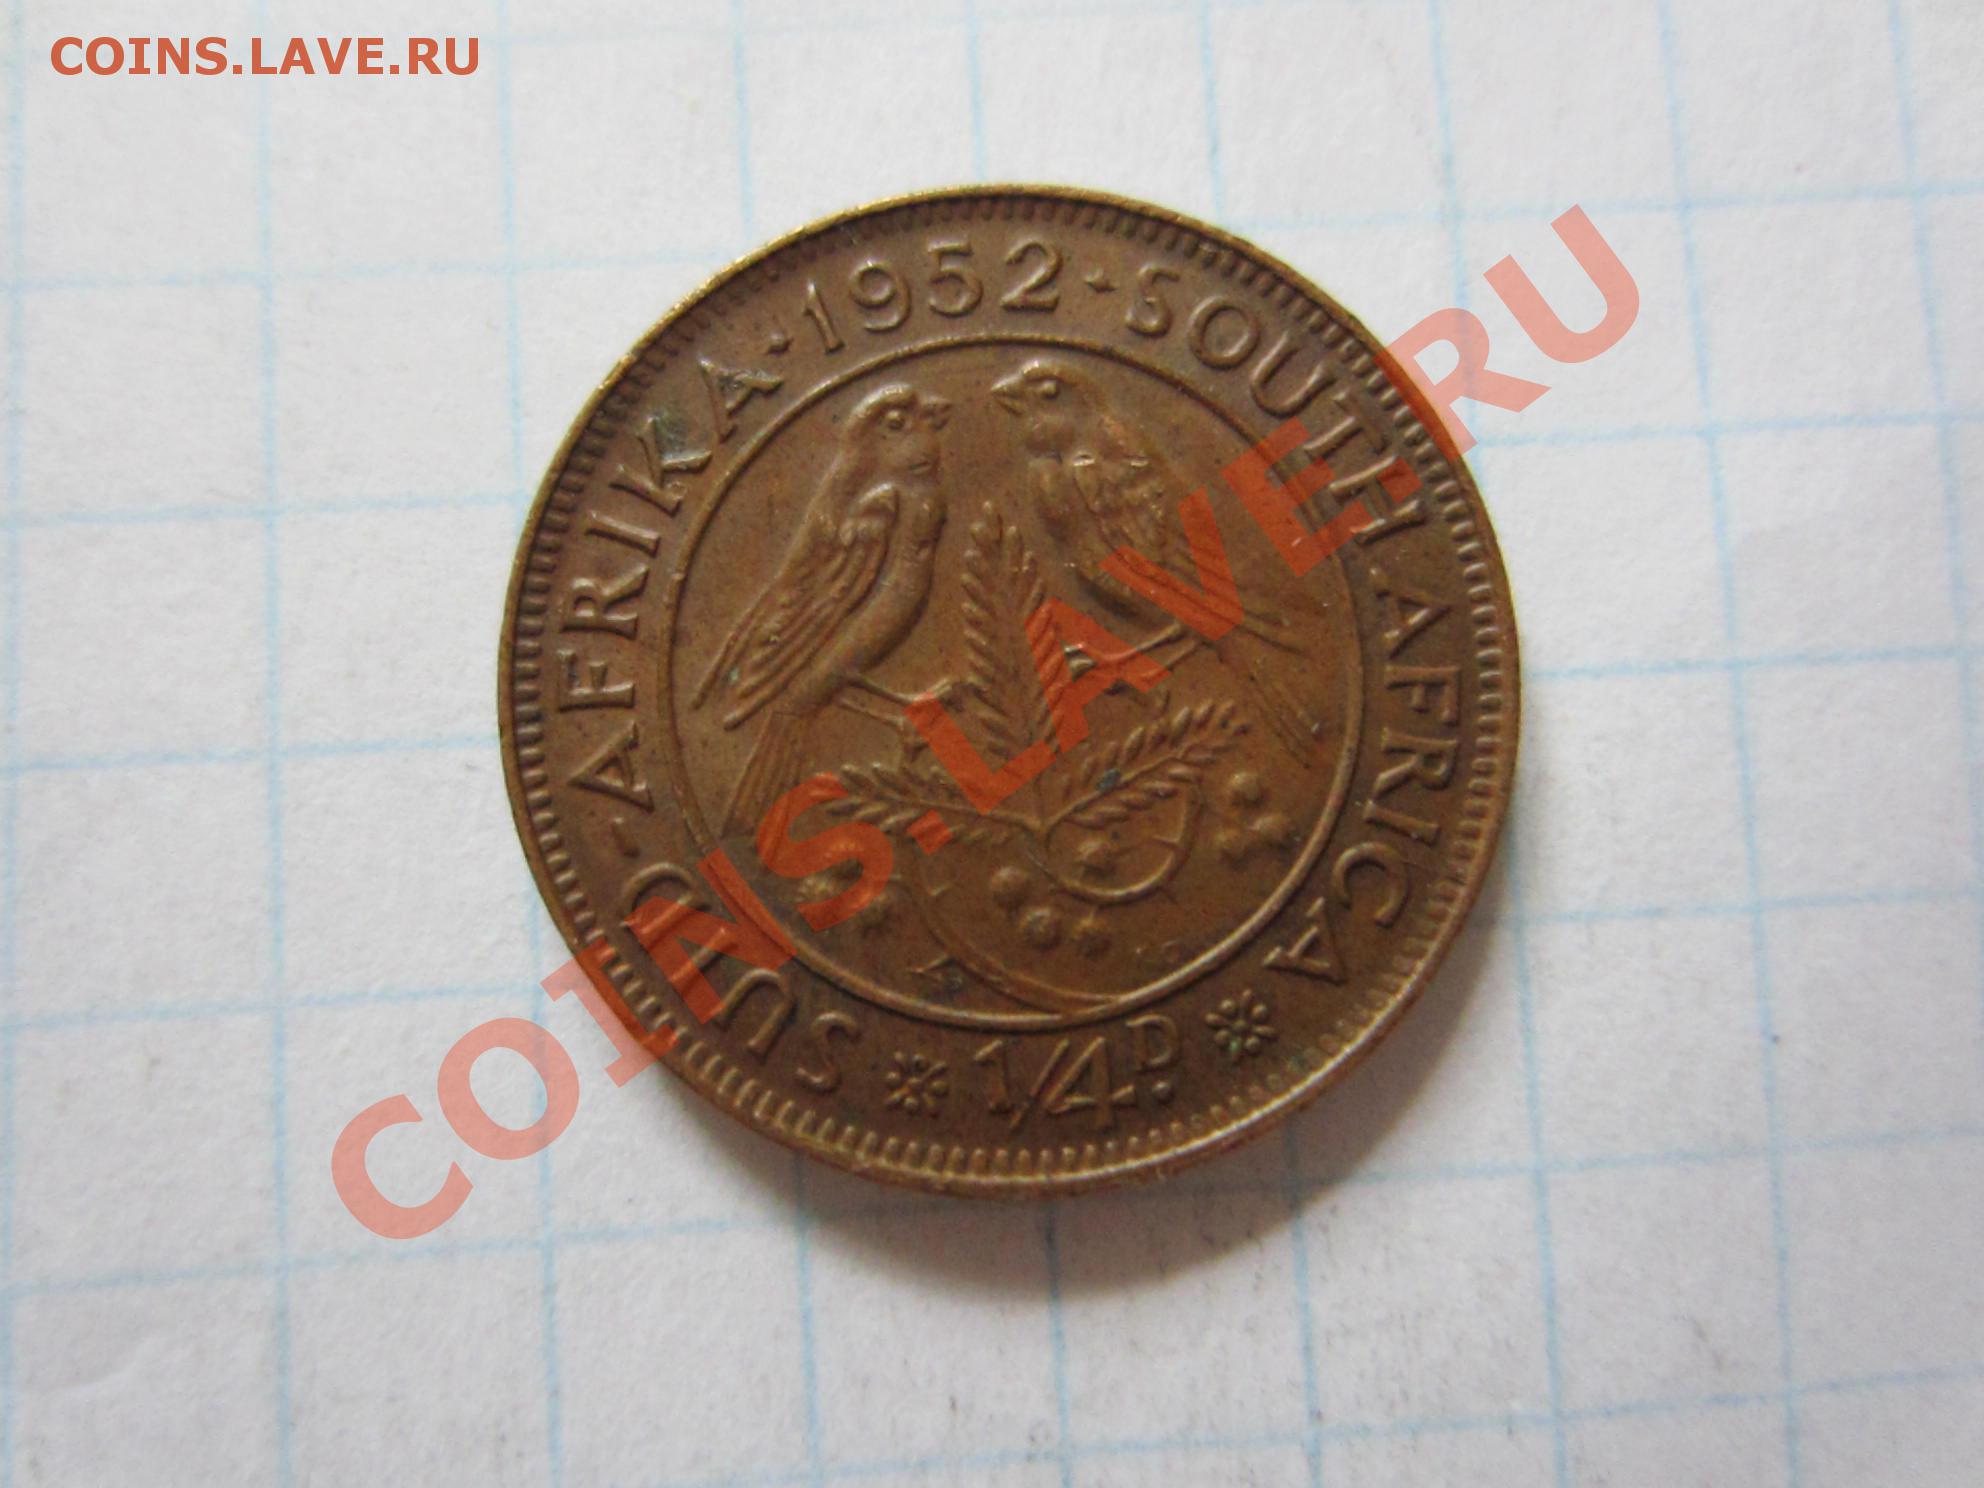 COINS.LAVE.RU
SUID-AFRIKA · 1952 · SOUTH AFRICA
1/4D.
COINS.LAVE.RU